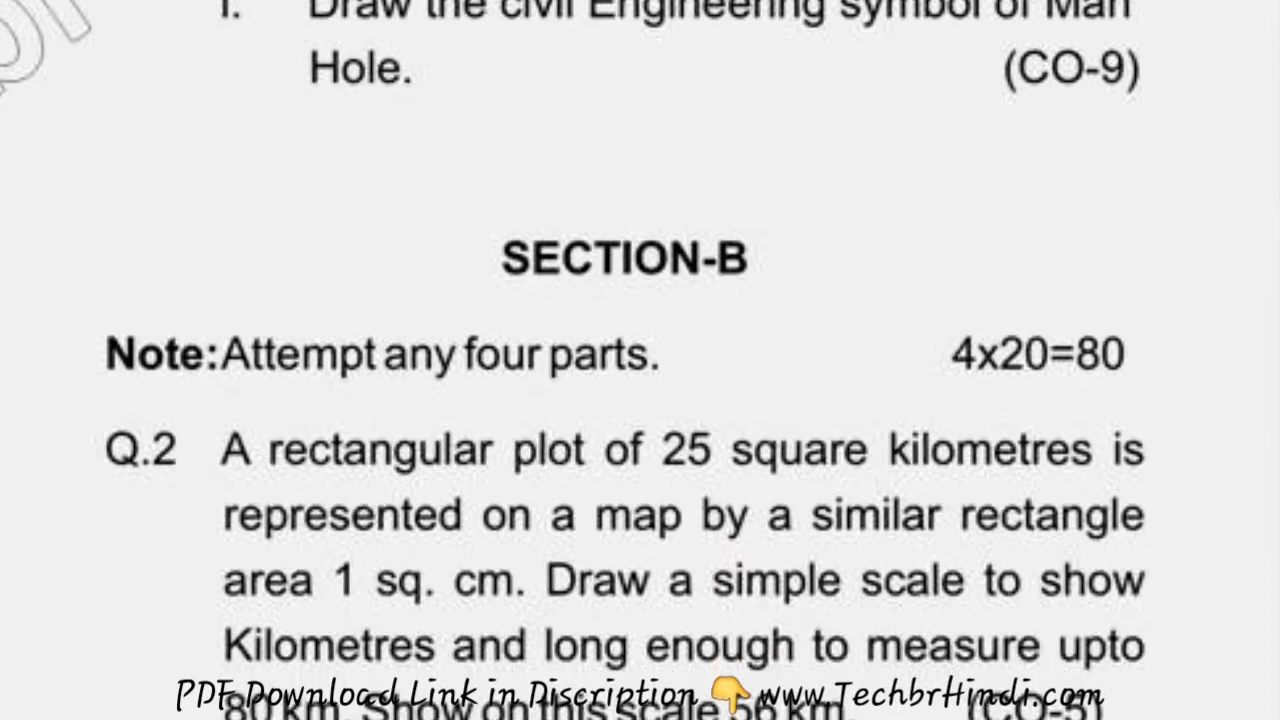 f. Draw the civil Engineering symbol of Man
Hole. (CO-9)
SECTION-B
Note:Attempt any four parts. 4x20=80
Q.2 A rectangular plot of 25 square kilometres is
represented on a map by a similar rectangle
area 1 sq. cm. Draw a simple scale to show
Kilometres and long enough to measure upto
80 km. Show on this scale 56 km. (CO-5)
PDF Download Link in Discription 👇 www.TechbrHindi.com